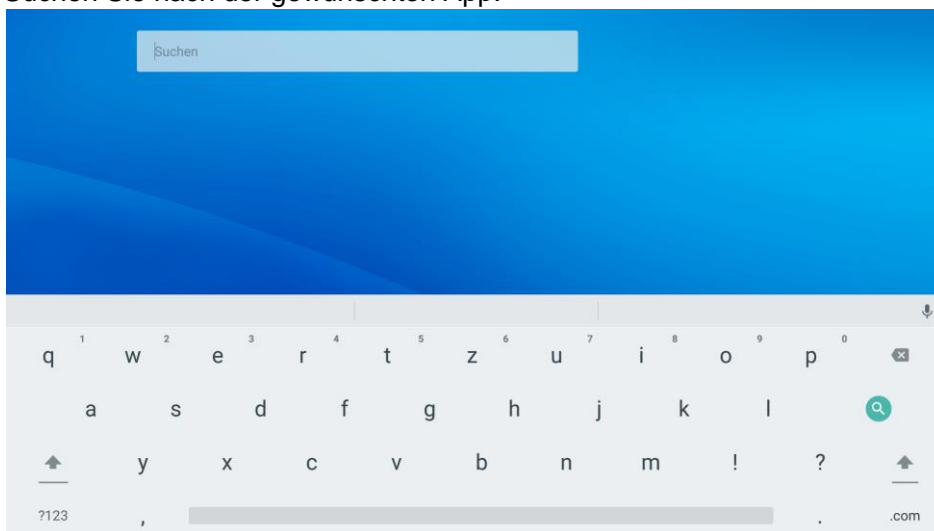 Suchen Sie nach der gewünschten App.
Suchen
q 1 w 2 e 3 r 4 t 5 z 6 u 7 i 8 o 9 p 0
a s d f g h j k l
y x c v b n m ! ?
?123 , . .com